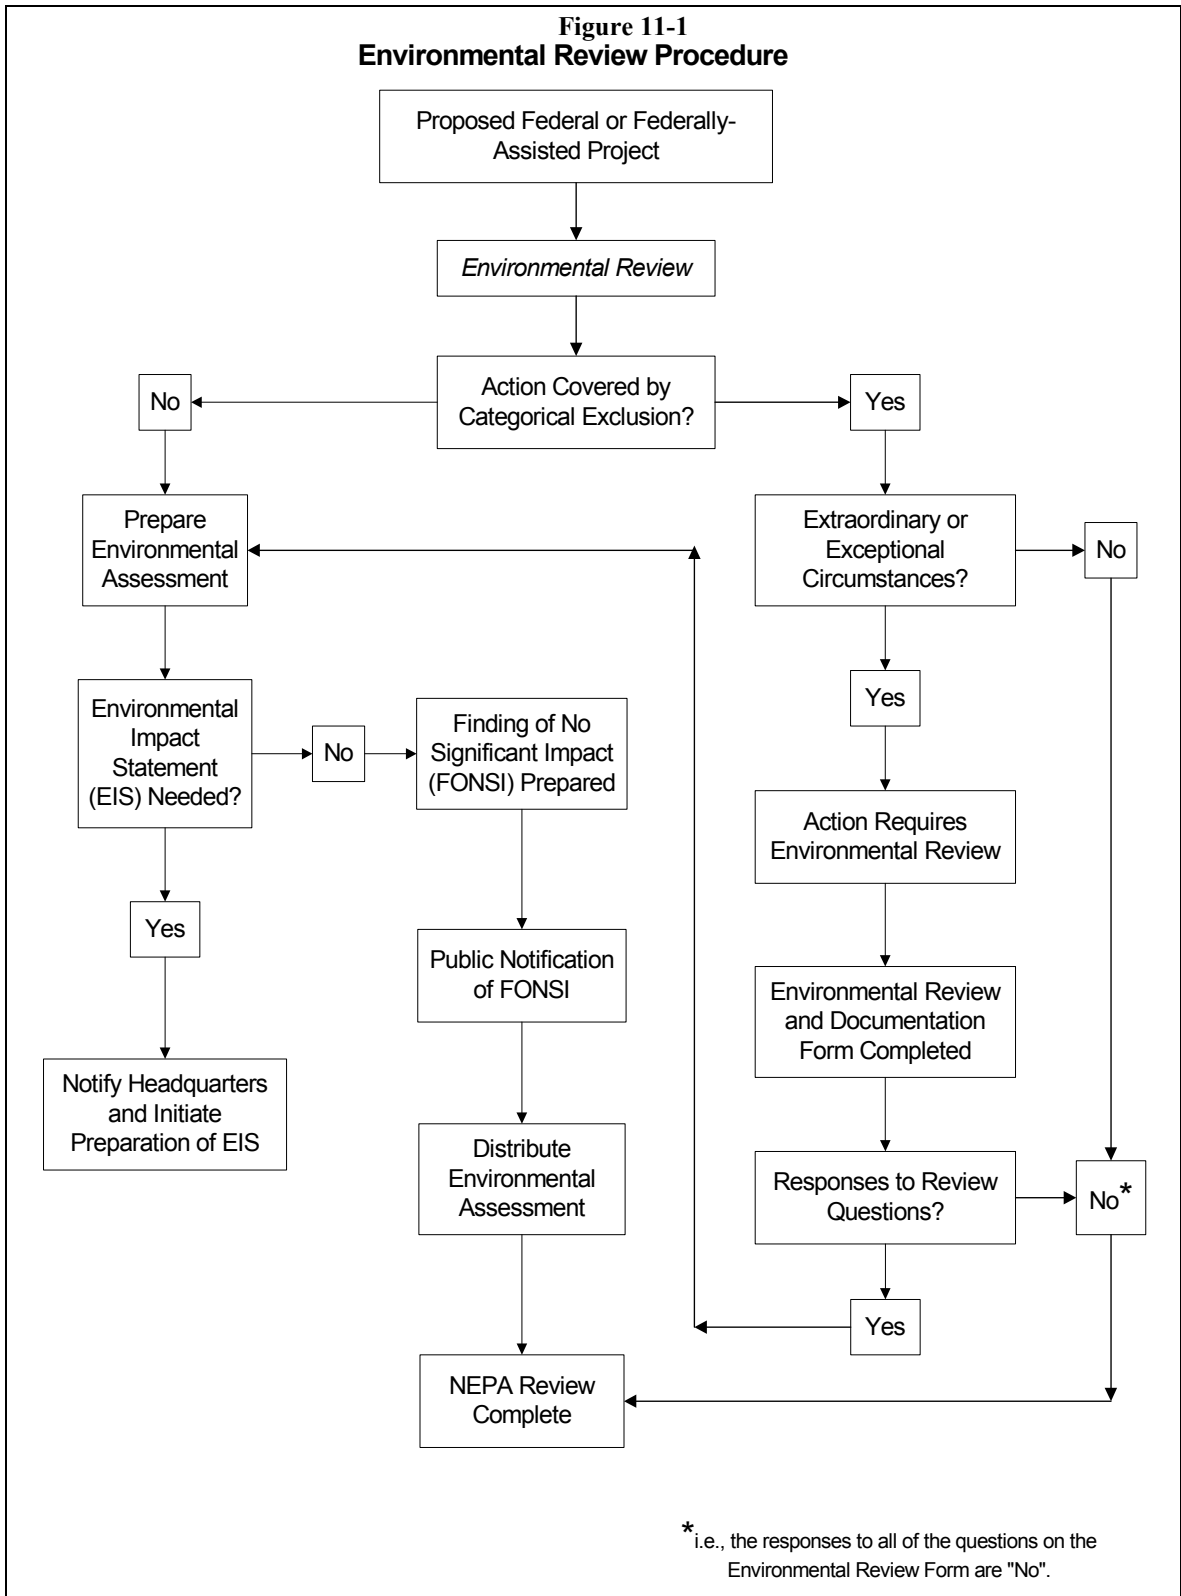 Figure 11-1
Environmental Review Procedure
Proposed Federal or Federally-
Assisted Project
Environmental Review
Action Covered by
Categorical Exclusion?
No
Yes
Prepare
Environmental
Assessment
Extraordinary or
Exceptional
Circumstances?
No
Yes
Environmental
Impact
Statement
(EIS) Needed?
No
Finding of No
Significant Impact
(FONSI) Prepared
Action Requires
Environmental Review
Yes
Public Notification
of FONSI
Environmental Review
and Documentation
Form Completed
Notify Headquarters
and Initiate
Preparation of EIS
Distribute
Environmental
Assessment
Responses to Review
Questions?
No*
Yes
NEPA Review
Complete
*i.e., the responses to all of the questions on the
Environmental Review Form are "No".